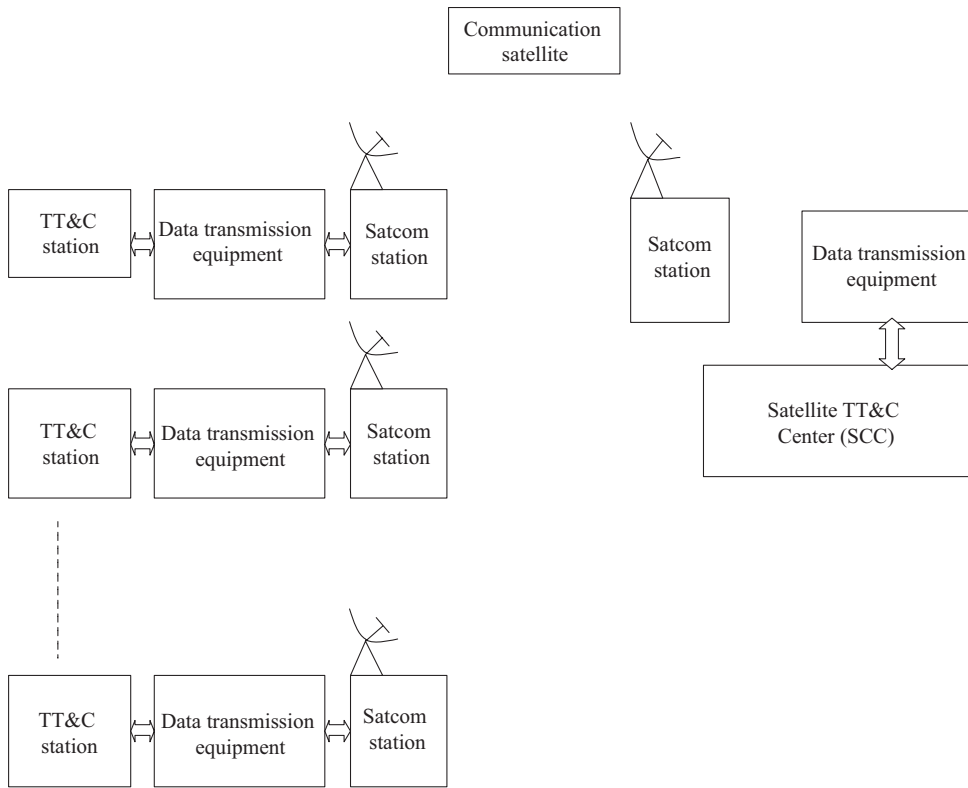 Communication
satellite
TT&C
station
Data transmission
equipment
Satcom
station
Satcom
station
Data transmission
equipment
TT&C
station
Data transmission
equipment
Satcom
station
Satellite TT&C
Center (SCC)
TT&C
station
Data transmission
equipment
Satcom
station